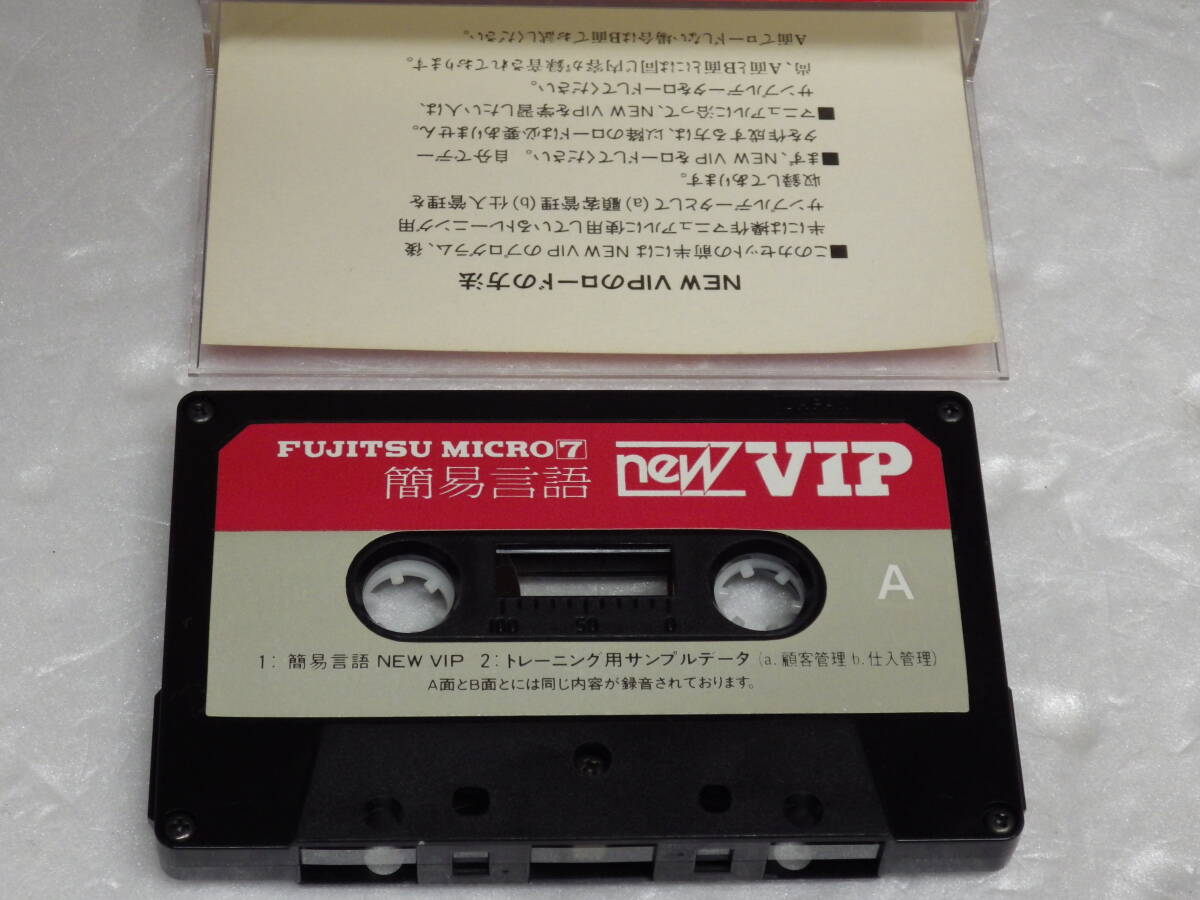 NEW VIPのロードの方法
■このカセットの前半には NEW VIP のプログラム、後
半には操作マニュアルに使用しているトレーニング用
サンプルデータとして (a) 顧客管理 (b) 仕入管理を
収録してあります。
■まず、NEW VIP をロードしてください。 自分でデー
タを作成する方は、以降のロードは必要ありません。
■マニュアルに沿って、NEW VIP を学習したい人は、
サンプルデータをロードしてください。
尚、A面とB面とには同じ内容が録音されております。
A面でロードしない場合はB面でお試しください。
JAPAN
FUJITSU MICRO 7
簡易言語
new VIP
A
100 50 0
1: 簡易言語 NEW VIP 2: トレーニング用サンプルデータ (a. 顧客管理 b. 仕入管理)
A面とB面とには同じ内容が録音されております。